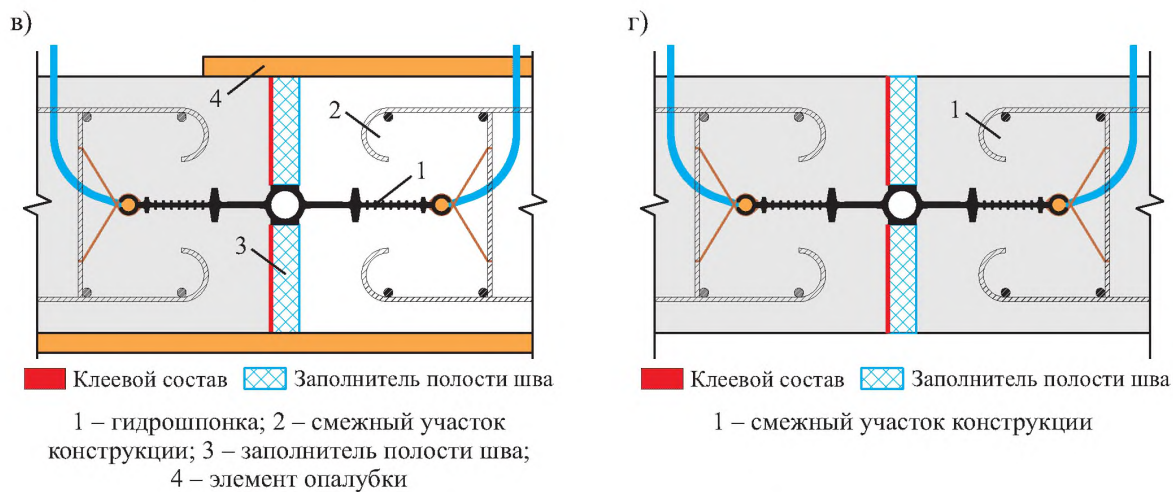 в)
г)
4
2
1
1
3
Клеевой состав
Заполнитель полости шва
1 – гидрошпонка; 2 – смежный участок
конструкции; 3 – заполнитель полости шва;
4 – элемент опалубки
Клеевой состав
Заполнитель полости шва
1 – смежный участок конструкции